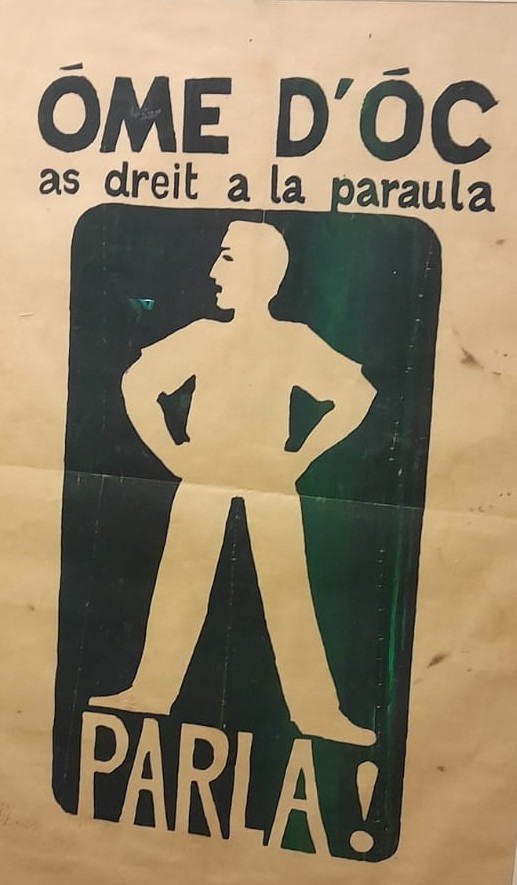 ÓME D'ÓC
as dreit a la paraula
PARLA!